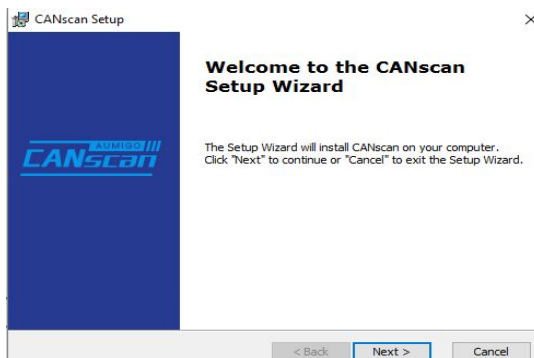 CANscan Setup
Welcome to the CANscan
Setup Wizard
AUMIGO
CANscan
The Setup Wizard will install CANscan on your computer.
Click "Next" to continue or "Cancel" to exit the Setup Wizard.
< Back Next > Cancel